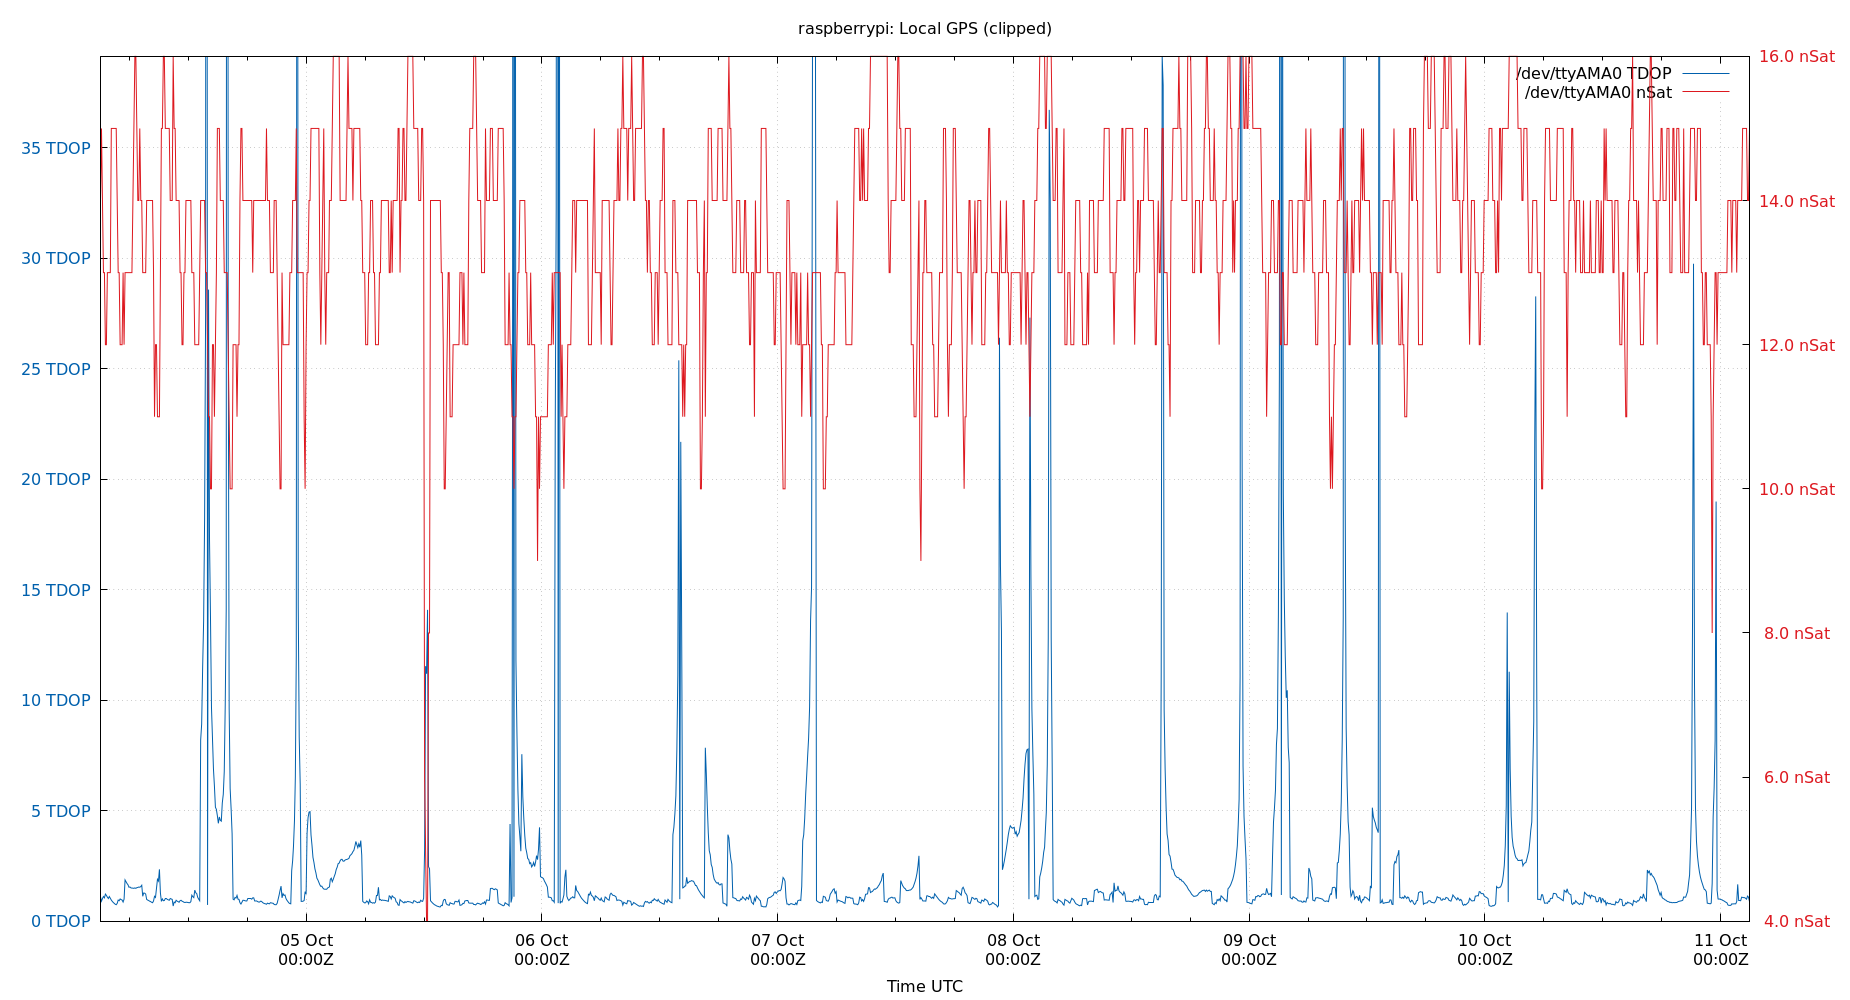 raspberrypi: Local GPS (clipped)
16.0 nSat
/dev/ttyAMA0 TDOP
/dev/ttyAMA0 nSat
35 TDOP
14.0 nSat
30 TDOP
12.0 nSat
25 TDOP
20 TDOP
10.0 nSat
15 TDOP
8.0 nSat
10 TDOP
6.0 nSat
5 TDOP
0 TDOP
4.0 nSat
05 Oct 06 Oct 07 Oct 08 Oct 09 Oct 10 Oct 11 Oct
00:00Z 00:00Z 00:00Z 00:00Z 00:00Z 00:00Z 00:00Z
Time UTC